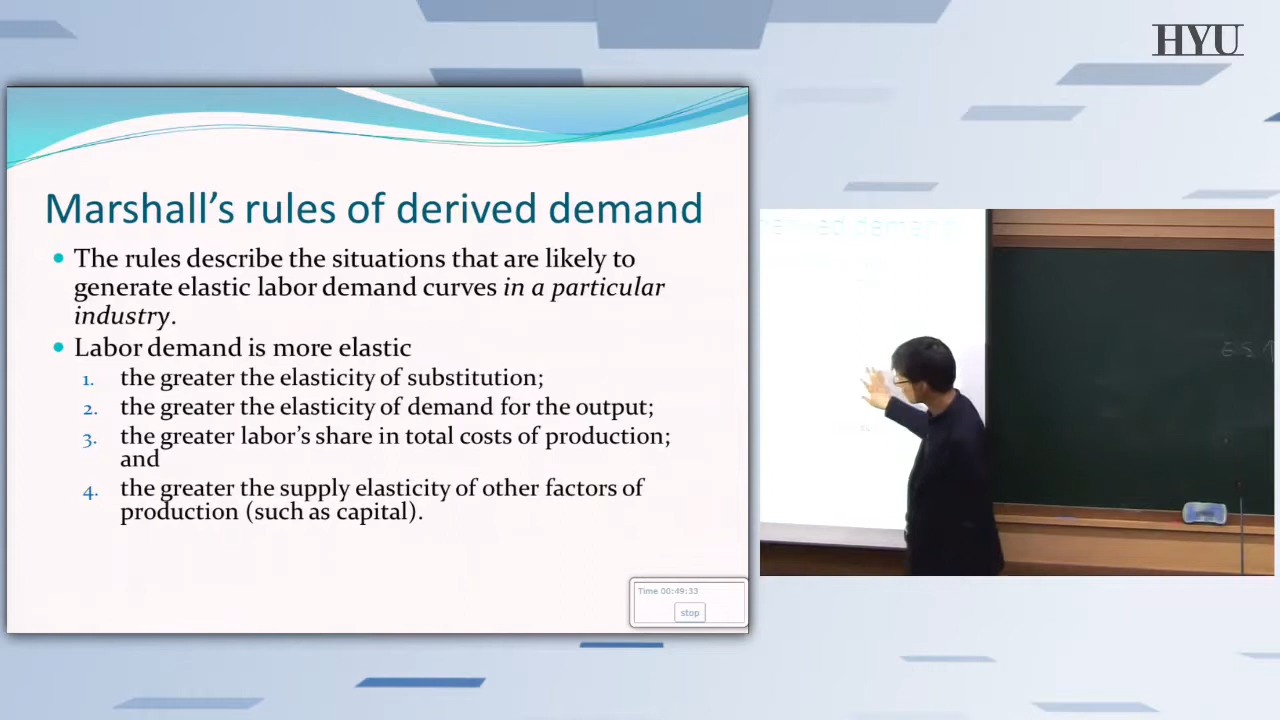 HYU
Marshall's rules of derived demand
• The rules describe the situations that are likely to
generate elastic labor demand curves in a particular
industry.
• Labor demand is more elastic
1. the greater the elasticity of substitution;
2. the greater the elasticity of demand for the output;
3. the greater labor's share in total costs of production;
and
4. the greater the supply elasticity of other factors of
production (such as capital).
Time 00:49:33
stop
derived demand